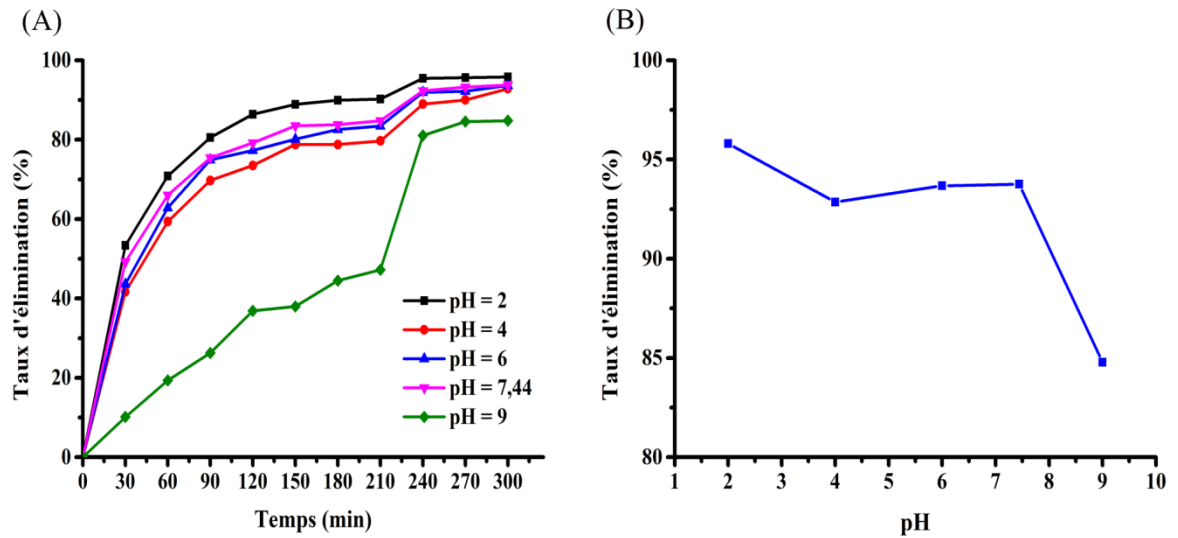 (A)
Taux d'élimination (%)
100
80
60
40
20
0
pH = 2
pH = 4
pH = 6
pH = 7,44
pH = 9
0 30 60 90 120 150 180 210 240 270 300
Temps (min)
(B)
Taux d'élimination (%)
100
95
90
85
80
1 2 3 4 5 6 7 8 9 10
pH